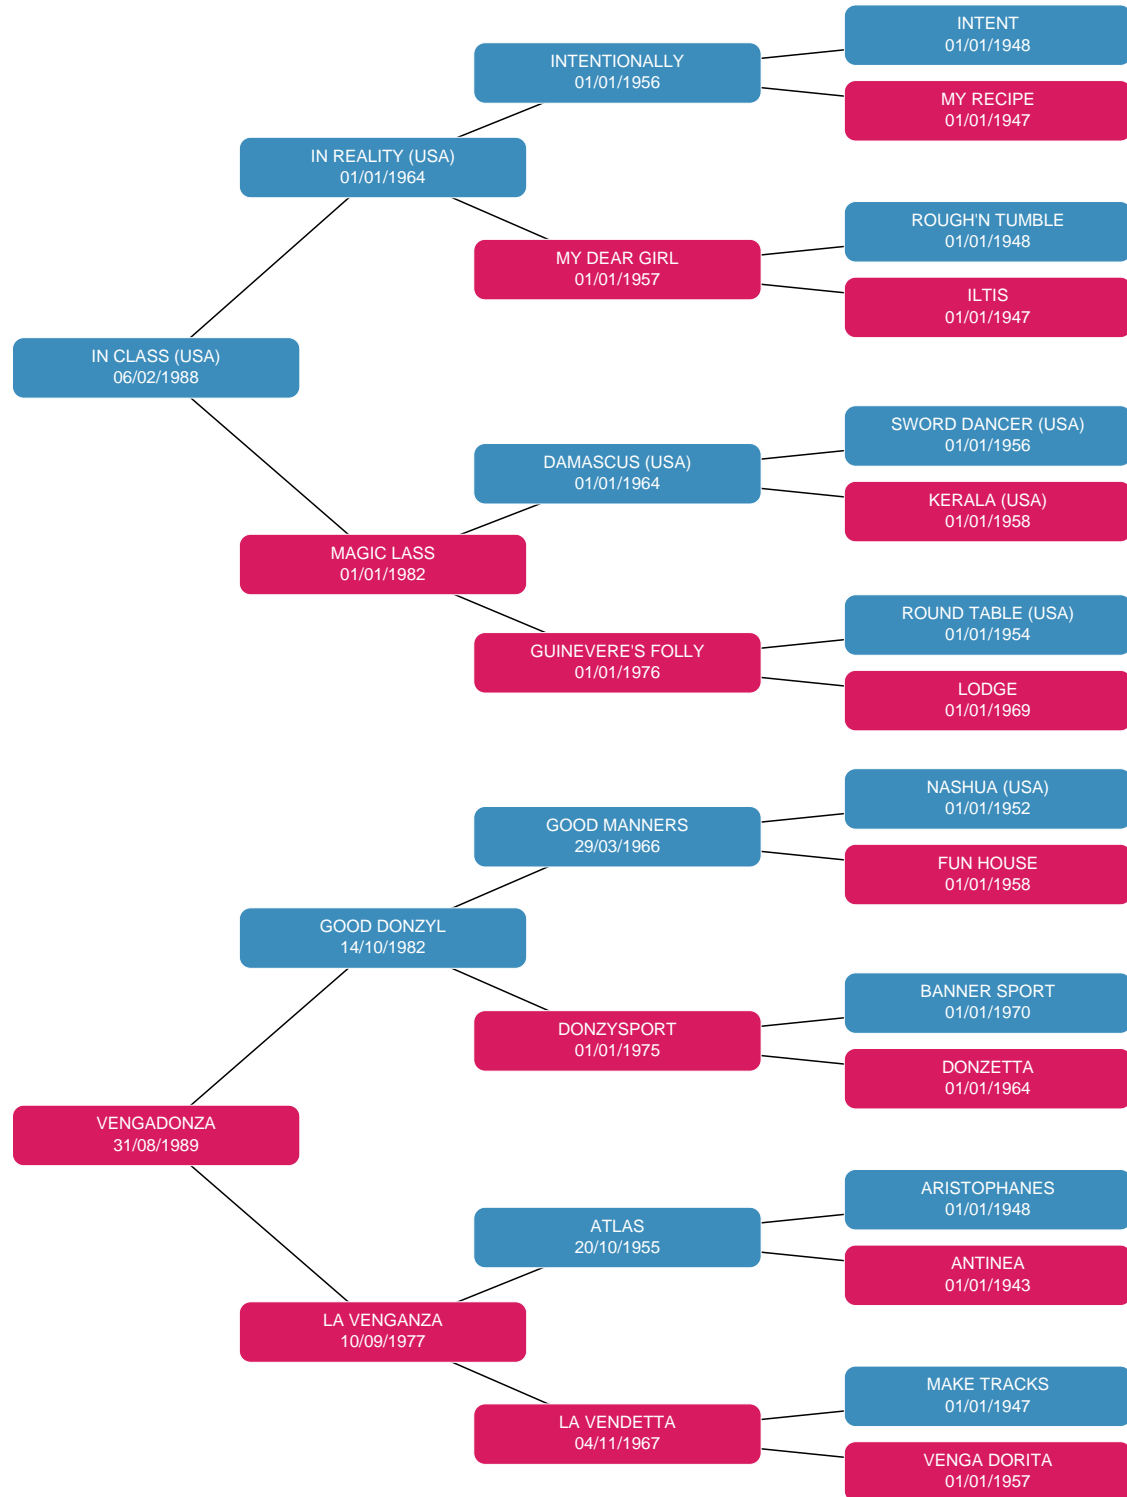 INTENT
01/01/1948
INTENTIONALLY
01/01/1956
MY RECIPE
01/01/1947
IN REALITY (USA)
01/01/1964
ROUGH'N TUMBLE
01/01/1948
MY DEAR GIRL
01/01/1957
ILTIS
01/01/1947
IN CLASS (USA)
06/02/1988
SWORD DANCER (USA)
01/01/1956
DAMASCUS (USA)
01/01/1964
KERALA (USA)
01/01/1958
MAGIC LASS
01/01/1982
ROUND TABLE (USA)
01/01/1954
GUINEVERE'S FOLLY
01/01/1976
LODGE
01/01/1969
NASHUA (USA)
01/01/1952
GOOD MANNERS
29/03/1966
FUN HOUSE
01/01/1958
GOOD DONZYL
14/10/1982
BANNER SPORT
01/01/1970
DONZYSPORT
01/01/1975
DONZETTA
01/01/1964
VENGADONZA
31/08/1989
ARISTOPHANES
01/01/1948
ATLAS
20/10/1955
ANTINEA
01/01/1943
LA VENGANZA
10/09/1977
MAKE TRACKS
01/01/1947
LA VENDETTA
04/11/1967
VENGA DORITA
01/01/1957